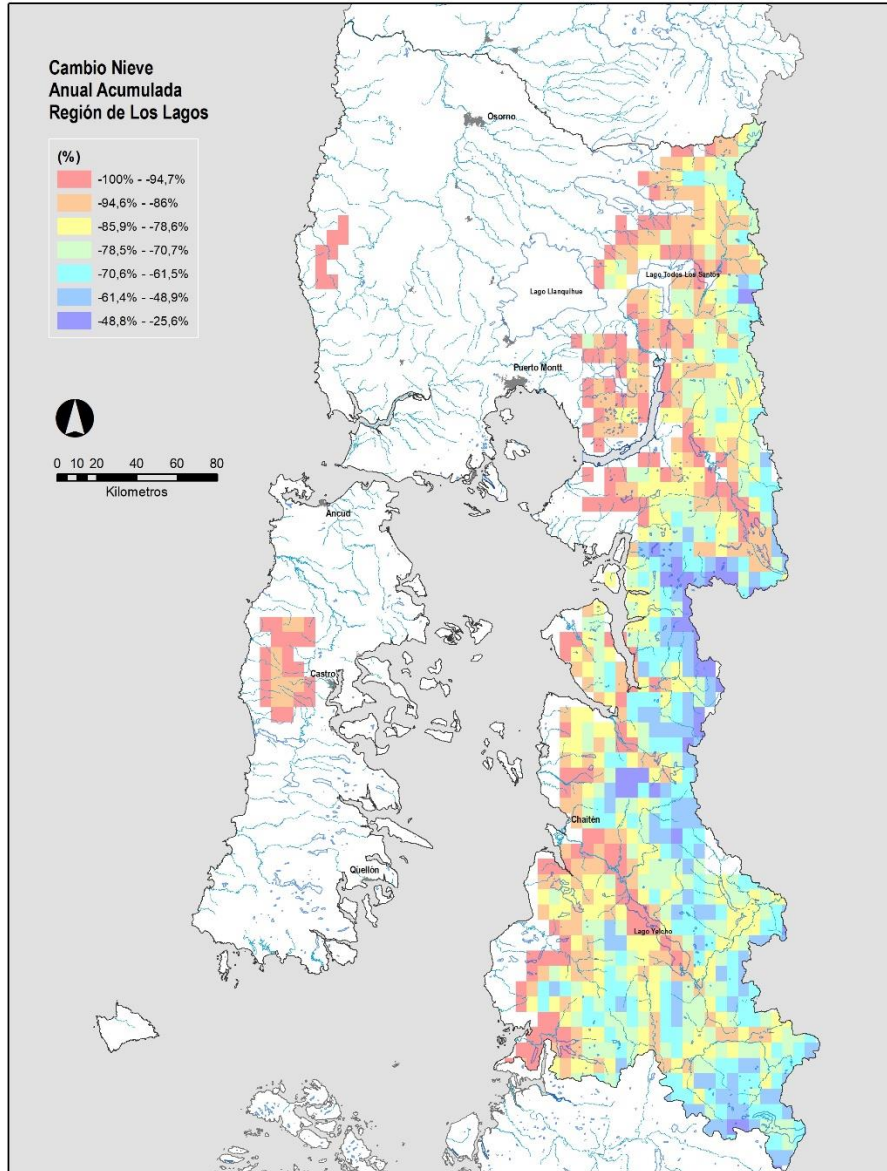 Cambio Nieve
Anual Acumulada
Región de Los Lagos
(%)
-100% - -94,7%
-94,6% - -86%
-85,9% - -78,6%
-78,5% - -70,7%
-70,6% - -61,5%
-61,4% - -48,9%
-48,8% - -25,6%
0 10 20 40 60 80
Kilometros
Osorno
Lago Todos Los Santos
Lago Llanquihue
Puerto Montt
Ancud
Castro
Chaitén
Quellón
Lago Yelcho